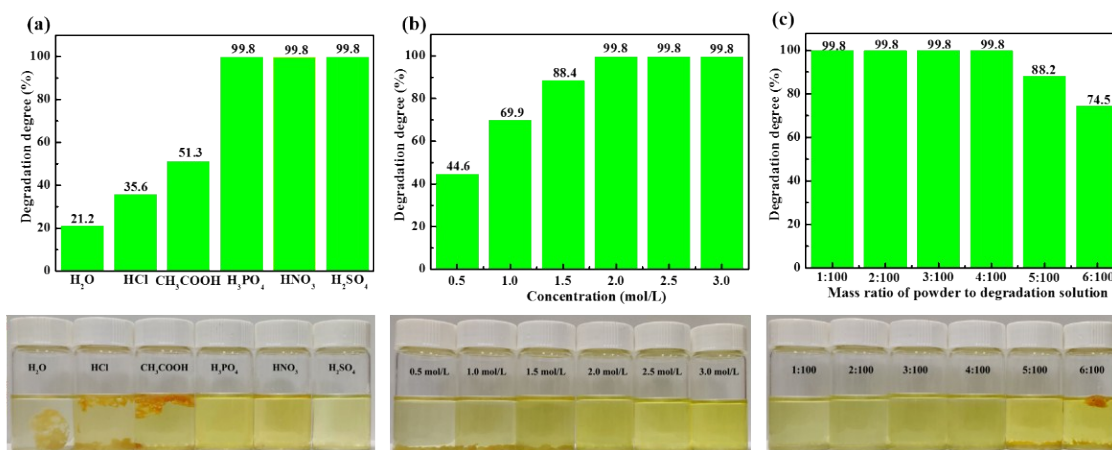 (a)
Degradation degree (%)
100
80
60
40
20
0
21.2
35.6
51.3
99.8
99.8
99.8
H₂O
HCl
CH₃COOH
H₃PO₄
HNO₃
H₂SO₄
(b)
Degradation degree (%)
100
80
60
40
20
0
44.6
69.9
88.4
99.8
99.8
99.8
0.5
1.0
1.5
2.0
2.5
3.0
Concentration (mol/L)
(c)
Degradation degree (%)
100
80
60
40
20
0
99.8
99.8
99.8
99.8
88.2
74.5
1:100
2:100
3:100
4:100
5:100
6:100
Mass ratio of powder to degradation solution
H₂O
HCl
CH₃COOH
H₃PO₄
HNO₃
H₂SO₄
0.5 mol/L
1.0 mol/L
1.5 mol/L
2.0 mol/L
2.5 mol/L
3.0 mol/L
1:100
2:100
3:100
4:100
5:100
6:100